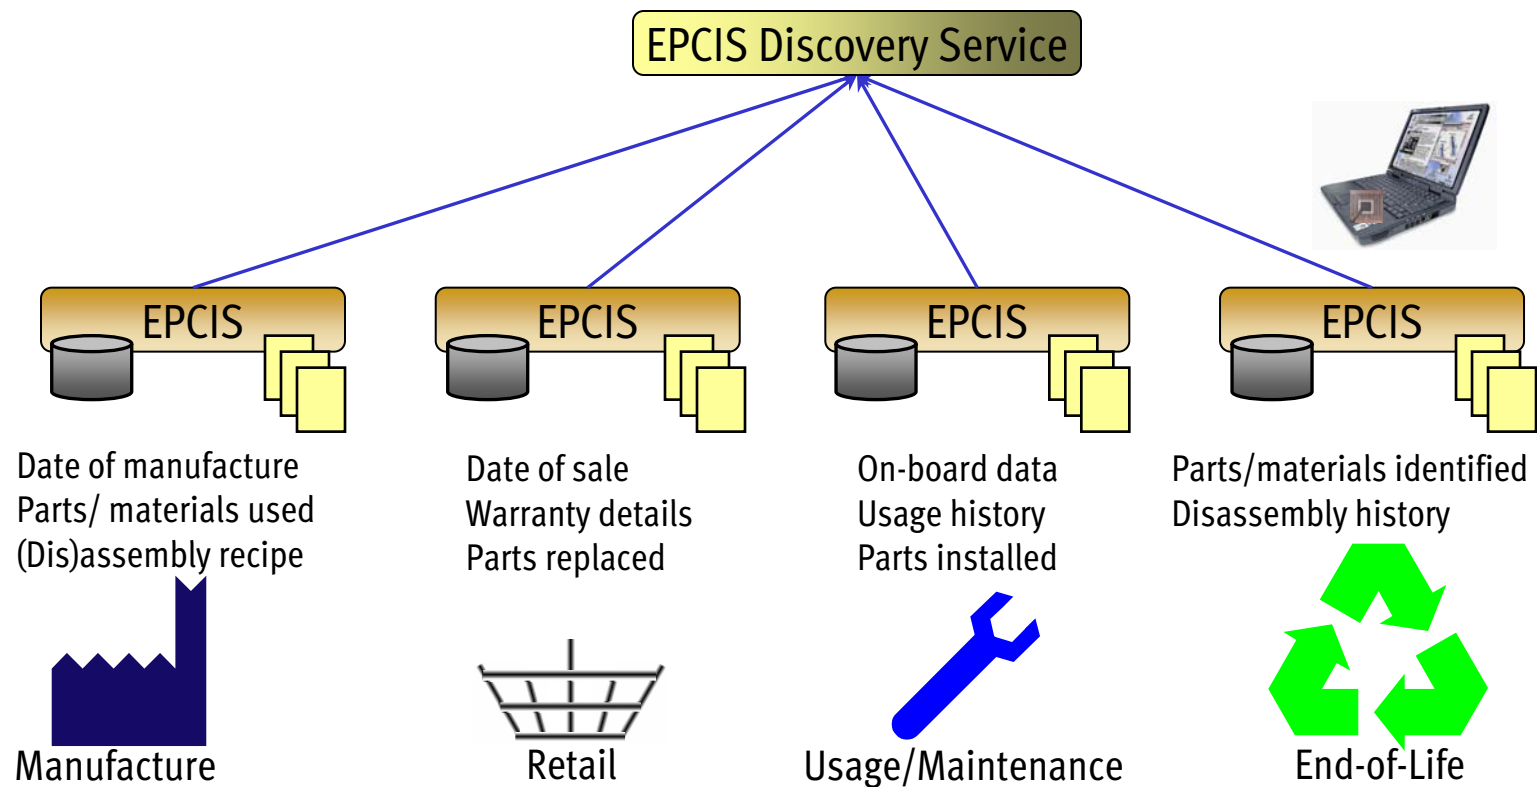 EPCIS Discovery Service
EPCIS
EPCIS
EPCIS
EPCIS
Date of manufacture
Parts/ materials used
(Dis)assembly recipe
Date of sale
Warranty details
Parts replaced
On-board data
Usage history
Parts installed
Parts/materials identified
Disassembly history
Manufacture
Retail
Usage/Maintenance
End-of-Life